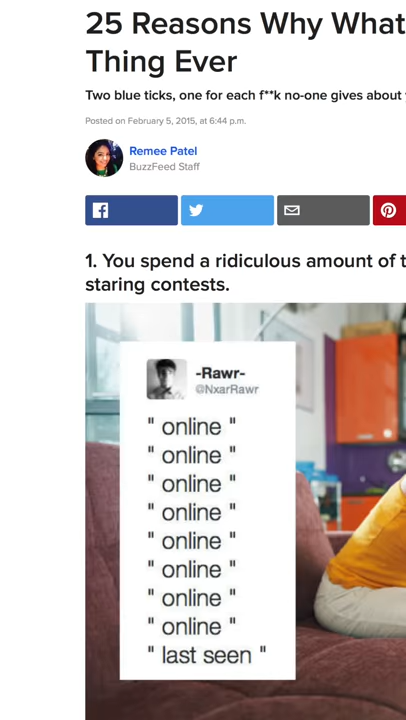 25 Reasons Why What
Thing Ever
Two blue ticks, one for each f**k no-one gives about
Posted on February 5, 2015, at 6:44 p.m.
Remee Patel
BuzzFeed Staff
1. You spend a ridiculous amount of
staring contests.
-Rawr-
@NxarRawr
" online "
" online "
" online "
" online "
" online "
" online "
" online "
" online "
" last seen "